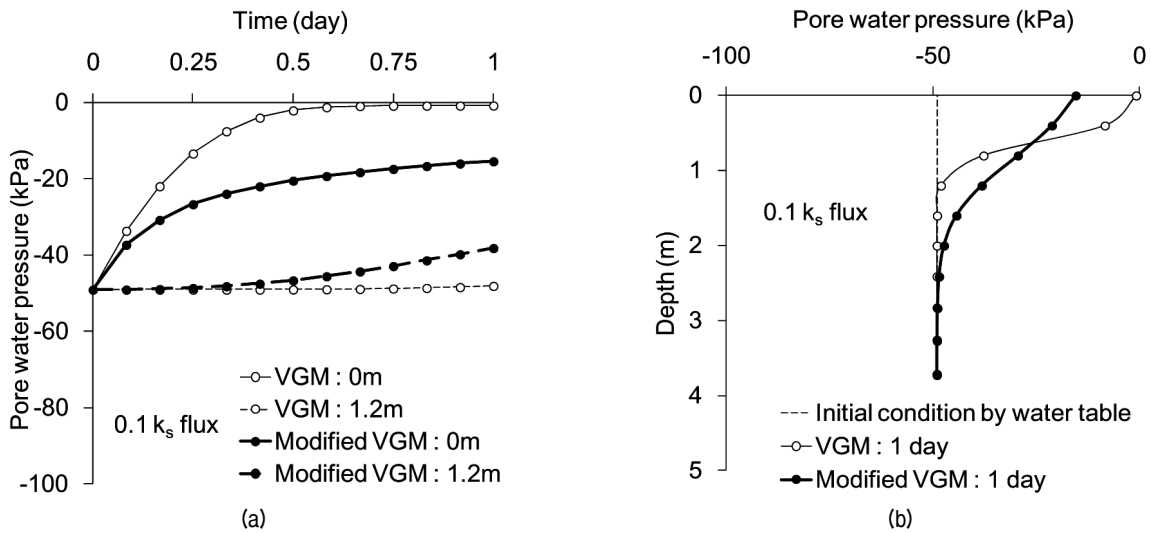 Time (day)
0 0.25 0.5 0.75 1
Pore water pressure (kPa)
0
-20
-40
-60
-80
-100
0.1 kₛ flux
VGM : 0m
VGM : 1.2m
Modified VGM : 0m
Modified VGM : 1.2m
(a)
Pore water pressure (kPa)
-100 -50 0
Depth (m)
0
1
2
3
4
5
0.1 kₛ flux
Initial condition by water table
VGM : 1 day
Modified VGM : 1 day
(b)